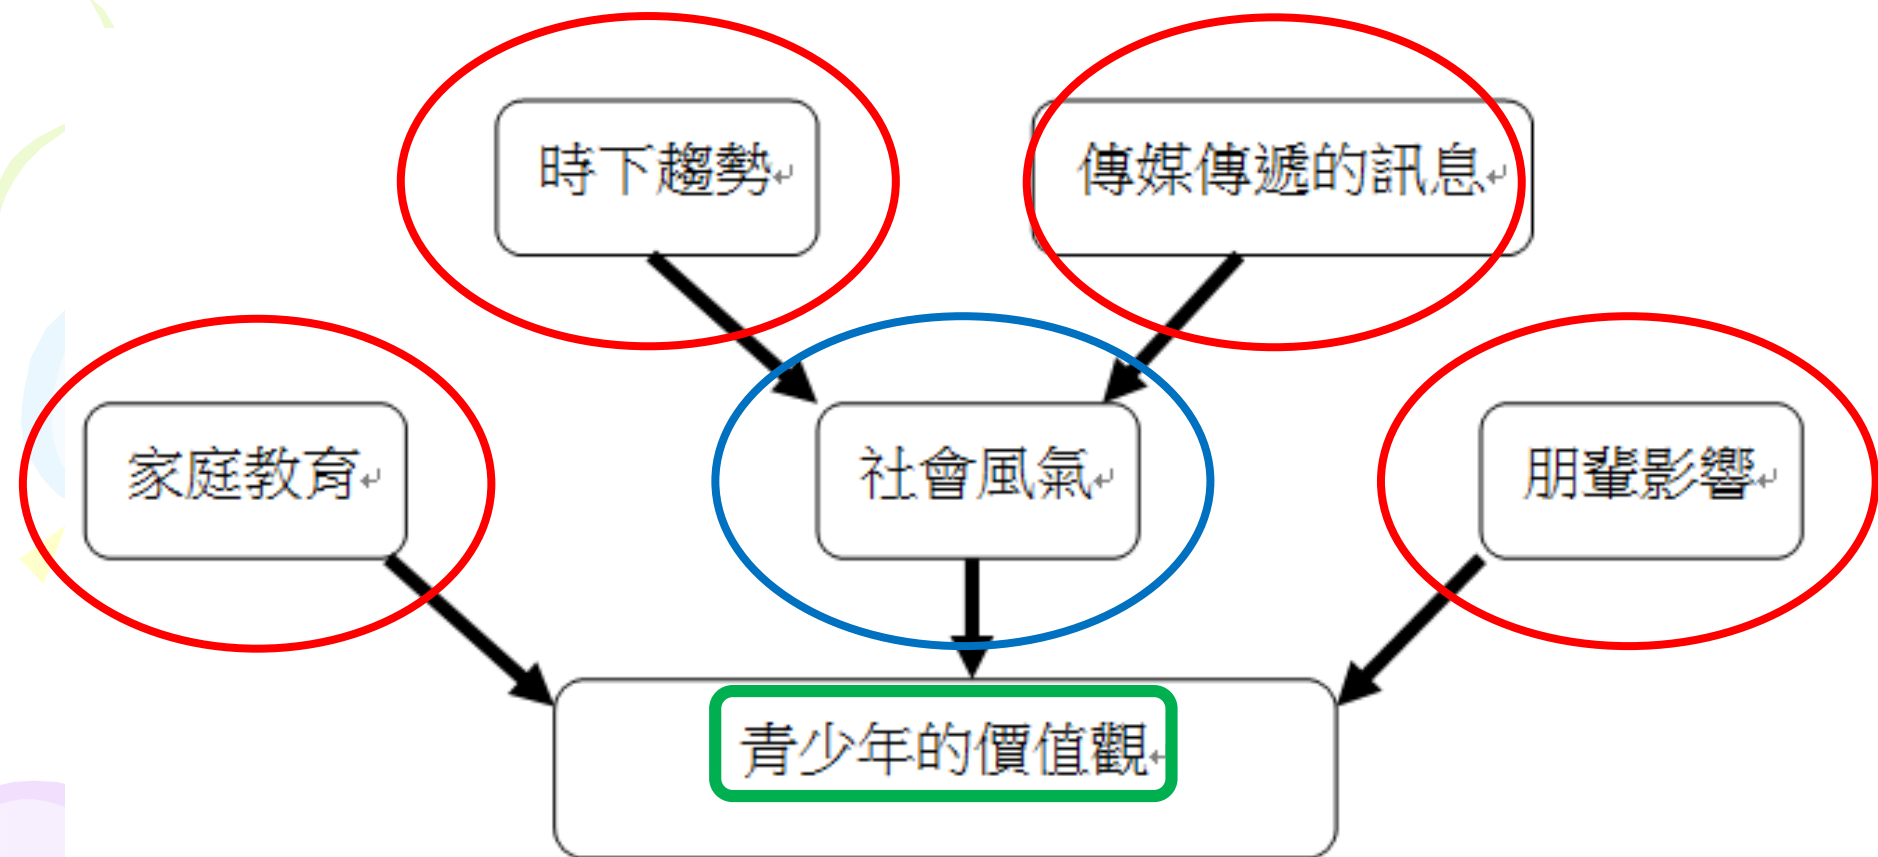 時下趨勢
傳媒傳遞的訊息
家庭教育
社會風氣
朋輩影響
青少年的價值觀